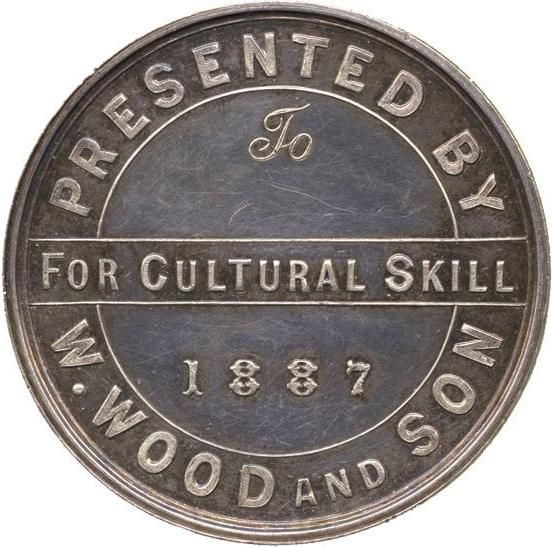 PRESENTED BY
To
FOR CULTURAL SKILL
1887
W. WOOD AND SON